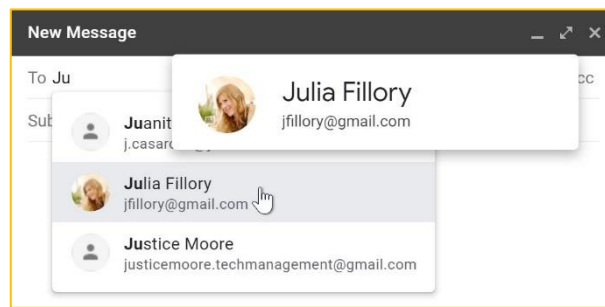 New Message
To Ju
cc
Julia Fillory
jfillory@gmail.com
Sub
Juanit
Julia Fillory
jfillory@gmail.com
Justice Moore
justicemoore.techmanagement@gmail.com